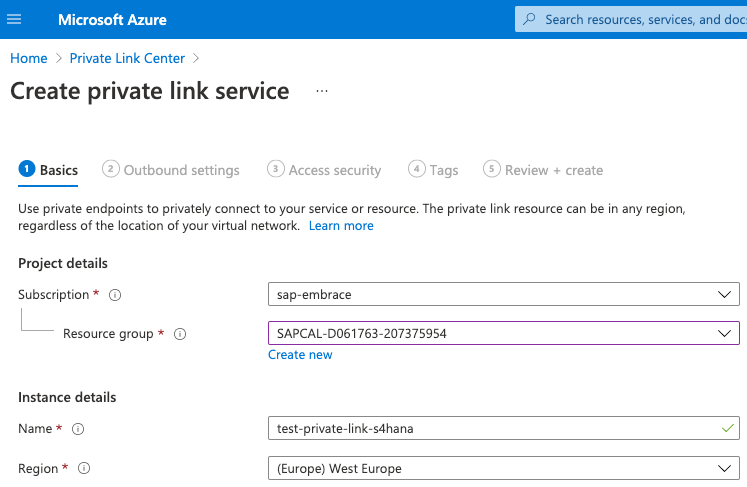 Microsoft Azure
Search resources, services, and docs
Home > Private Link Center >
Create private link service ...
1 Basics 2 Outbound settings 3 Access security 4 Tags 5 Review + create
Use private endpoints to privately connect to your service or resource. The private link resource can be in any region,
regardless of the location of your virtual network. Learn more
Project details
Subscription * sap-embrace
Resource group * SAPCAL-D061763-207375954
Create new
Instance details
Name * test-private-link-s4hana
Region * (Europe) West Europe